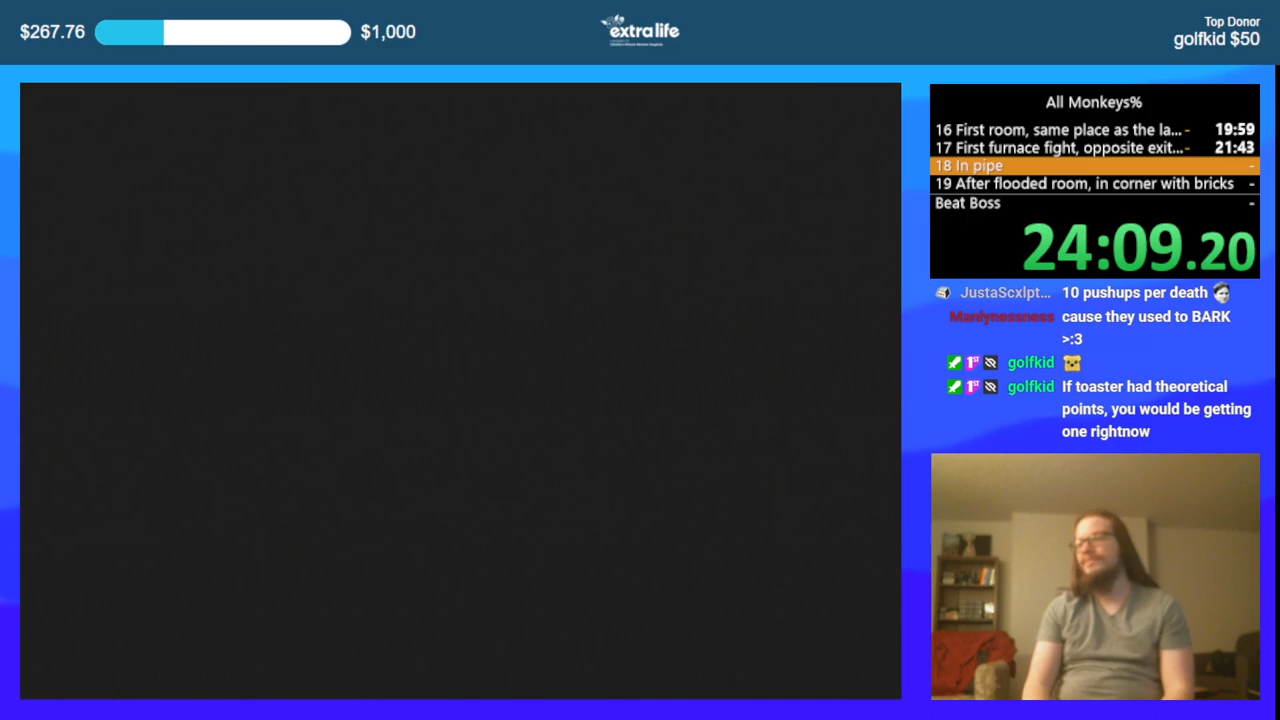 $267.76
$1,000
extralife
Top Donor
golfkid $50
All Monkeys%
16 First room, same place as the la... - 19:59
17 First furnace fight, opposite exit... - 21:43
18 In pipe -
19 After flooded room, in corner with bricks -
Beat Boss -
24:09.20
JustaScxlpt... 10 pushups per death
Manlynessness cause they used to BARK
>:3
1ST golfkid
1ST golfkid If toaster had theoretical
points, you would be getting
one rightnow